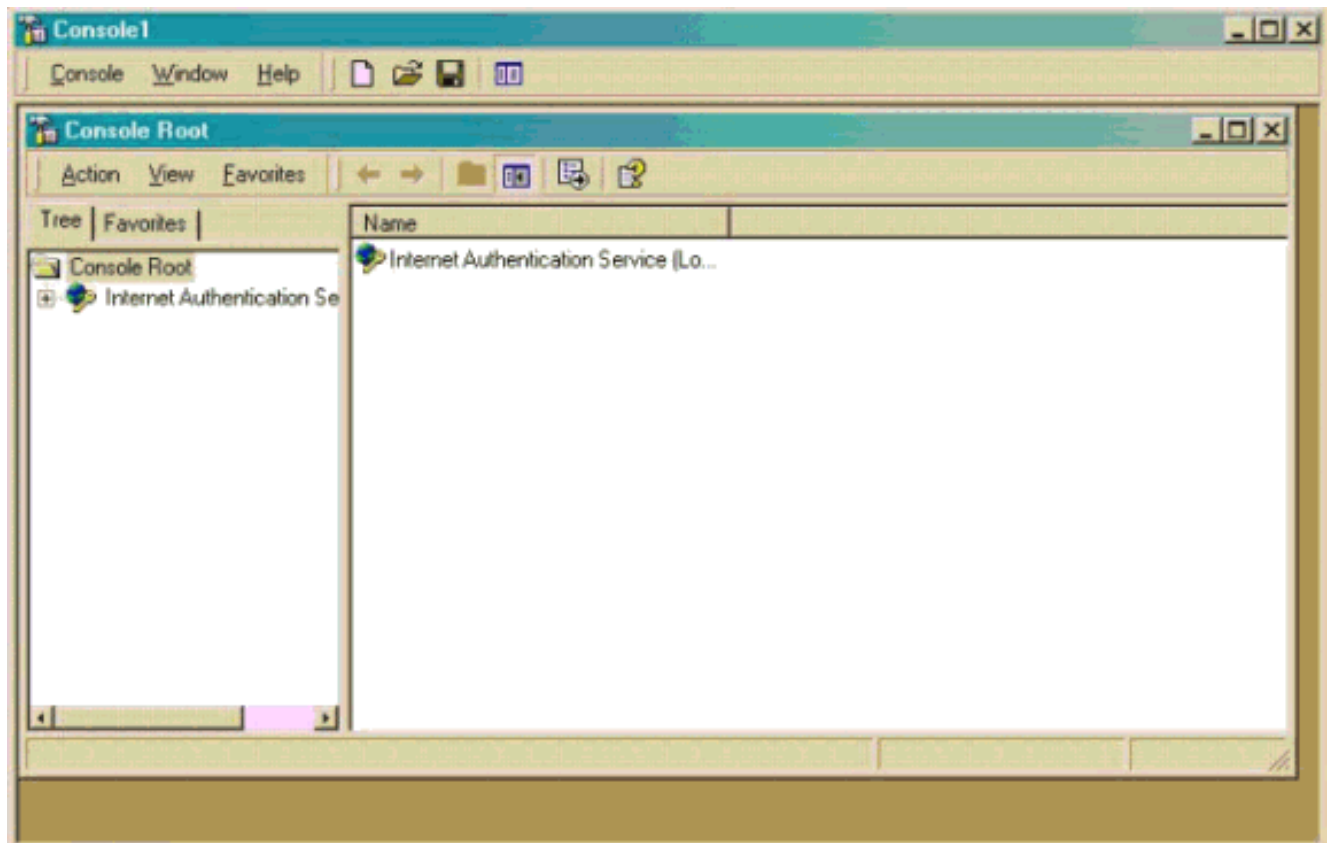 Console1
Console Window Help
Console Root
Action View Favorites
Tree Favorites
Name
Console Root
Internet Authentication Se
Internet Authentication Service (Lo...